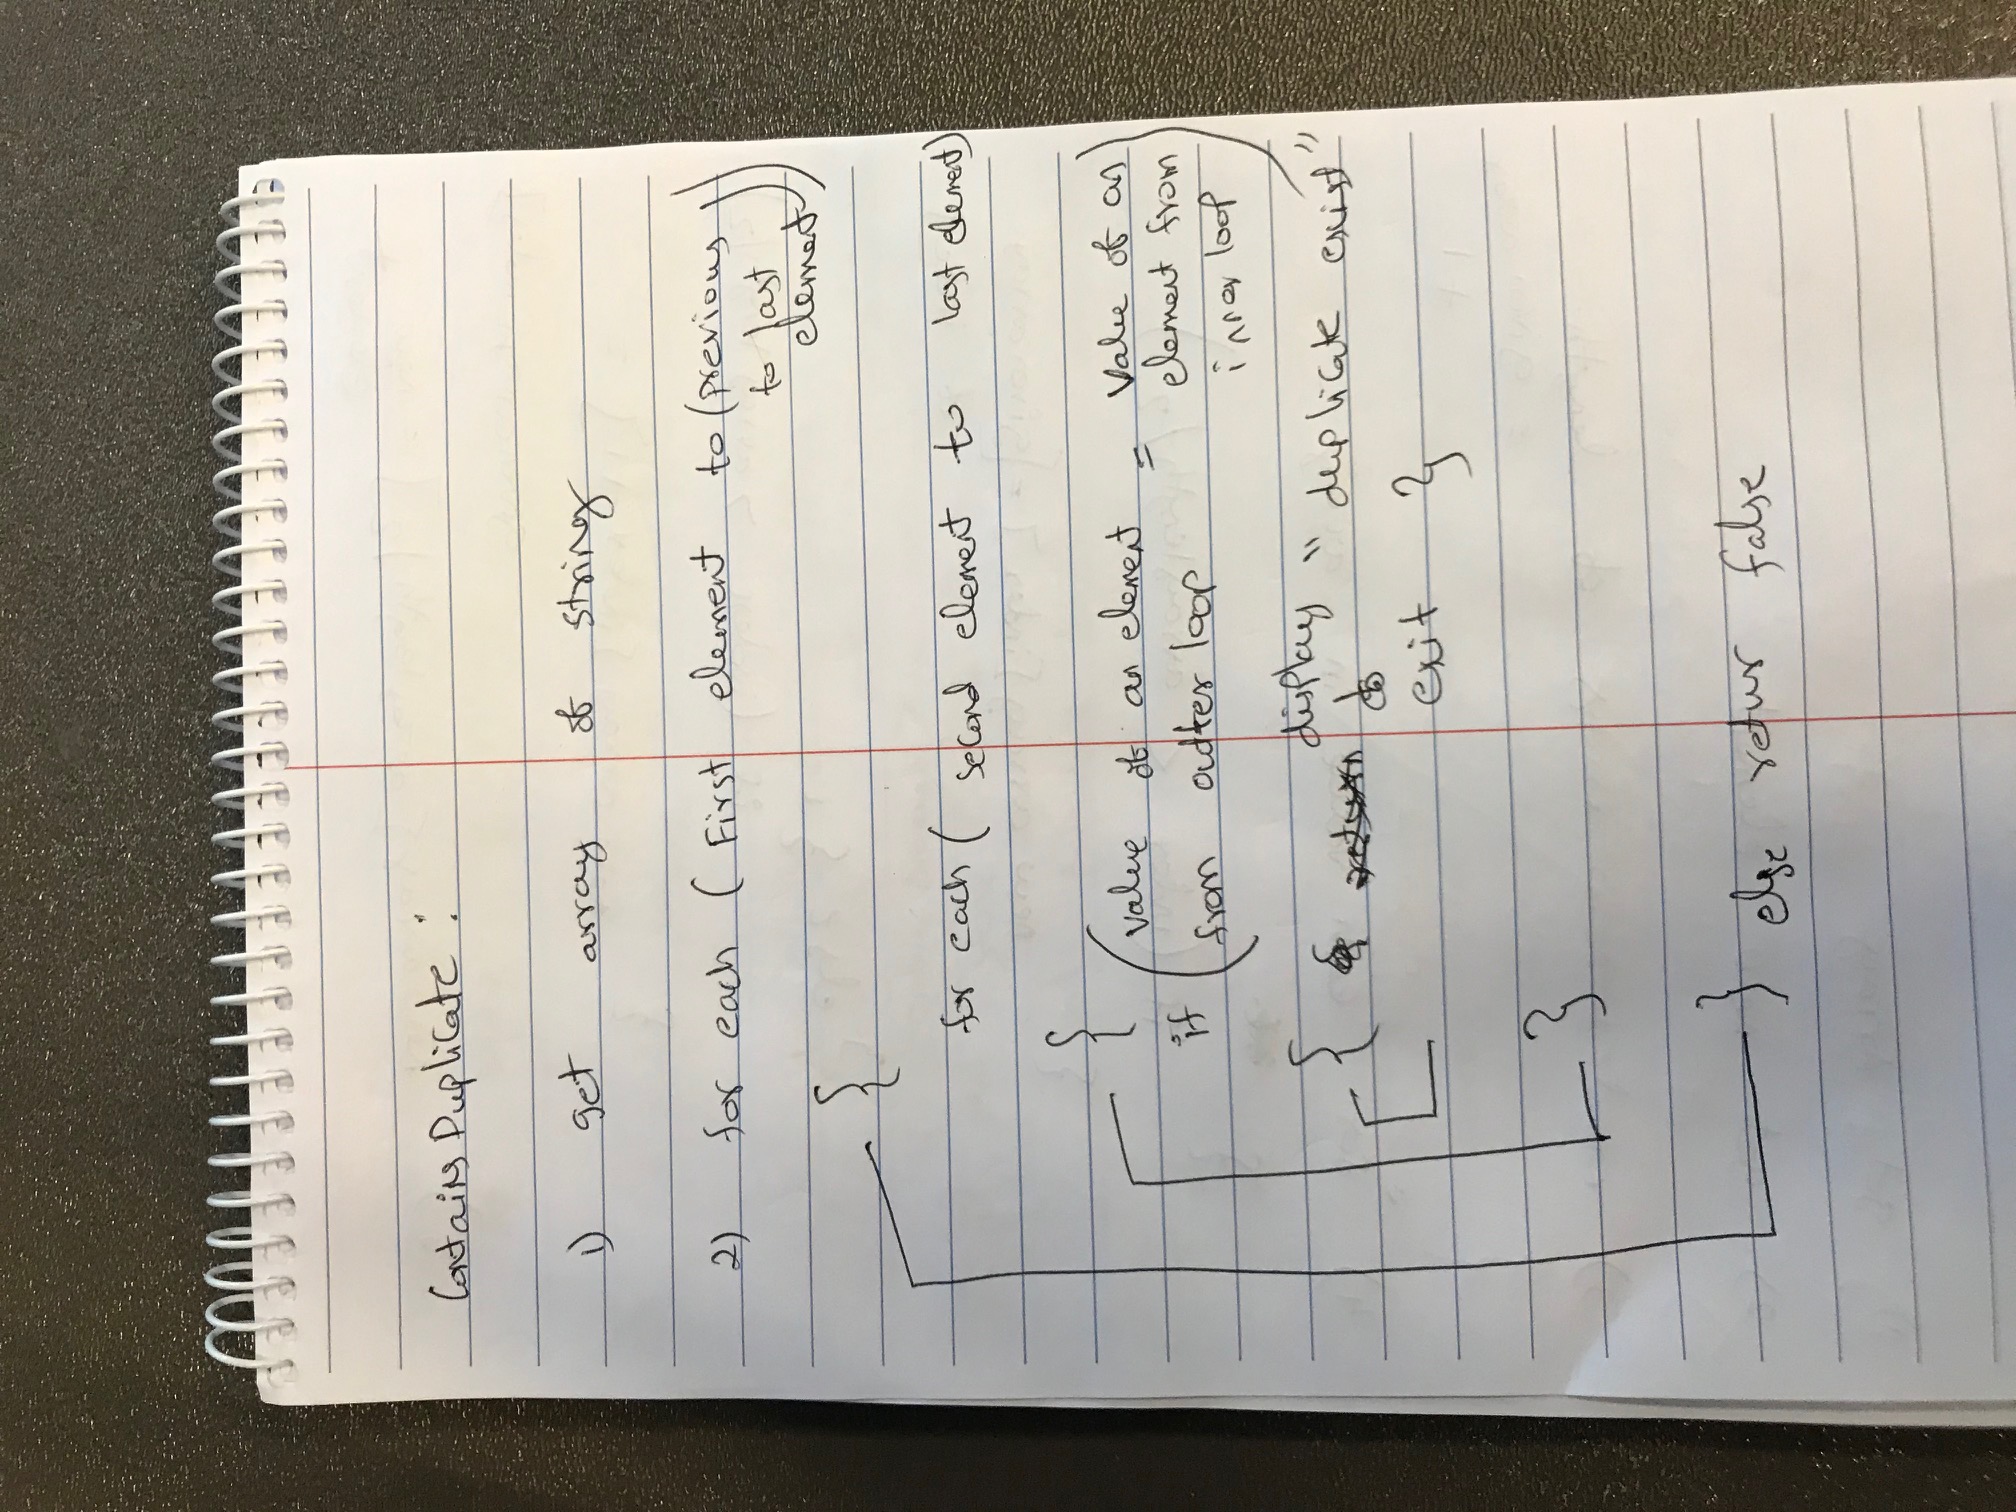 Contains Duplicate :
1) get array of string
2) for each ( First element to (previous
to last
element))
{
for each ( second element to last element)
{
if (value of an element = Value of an
from outter loop element from
inner loop)
{ display "duplicate exist"
&
exit }
}
} else retur false